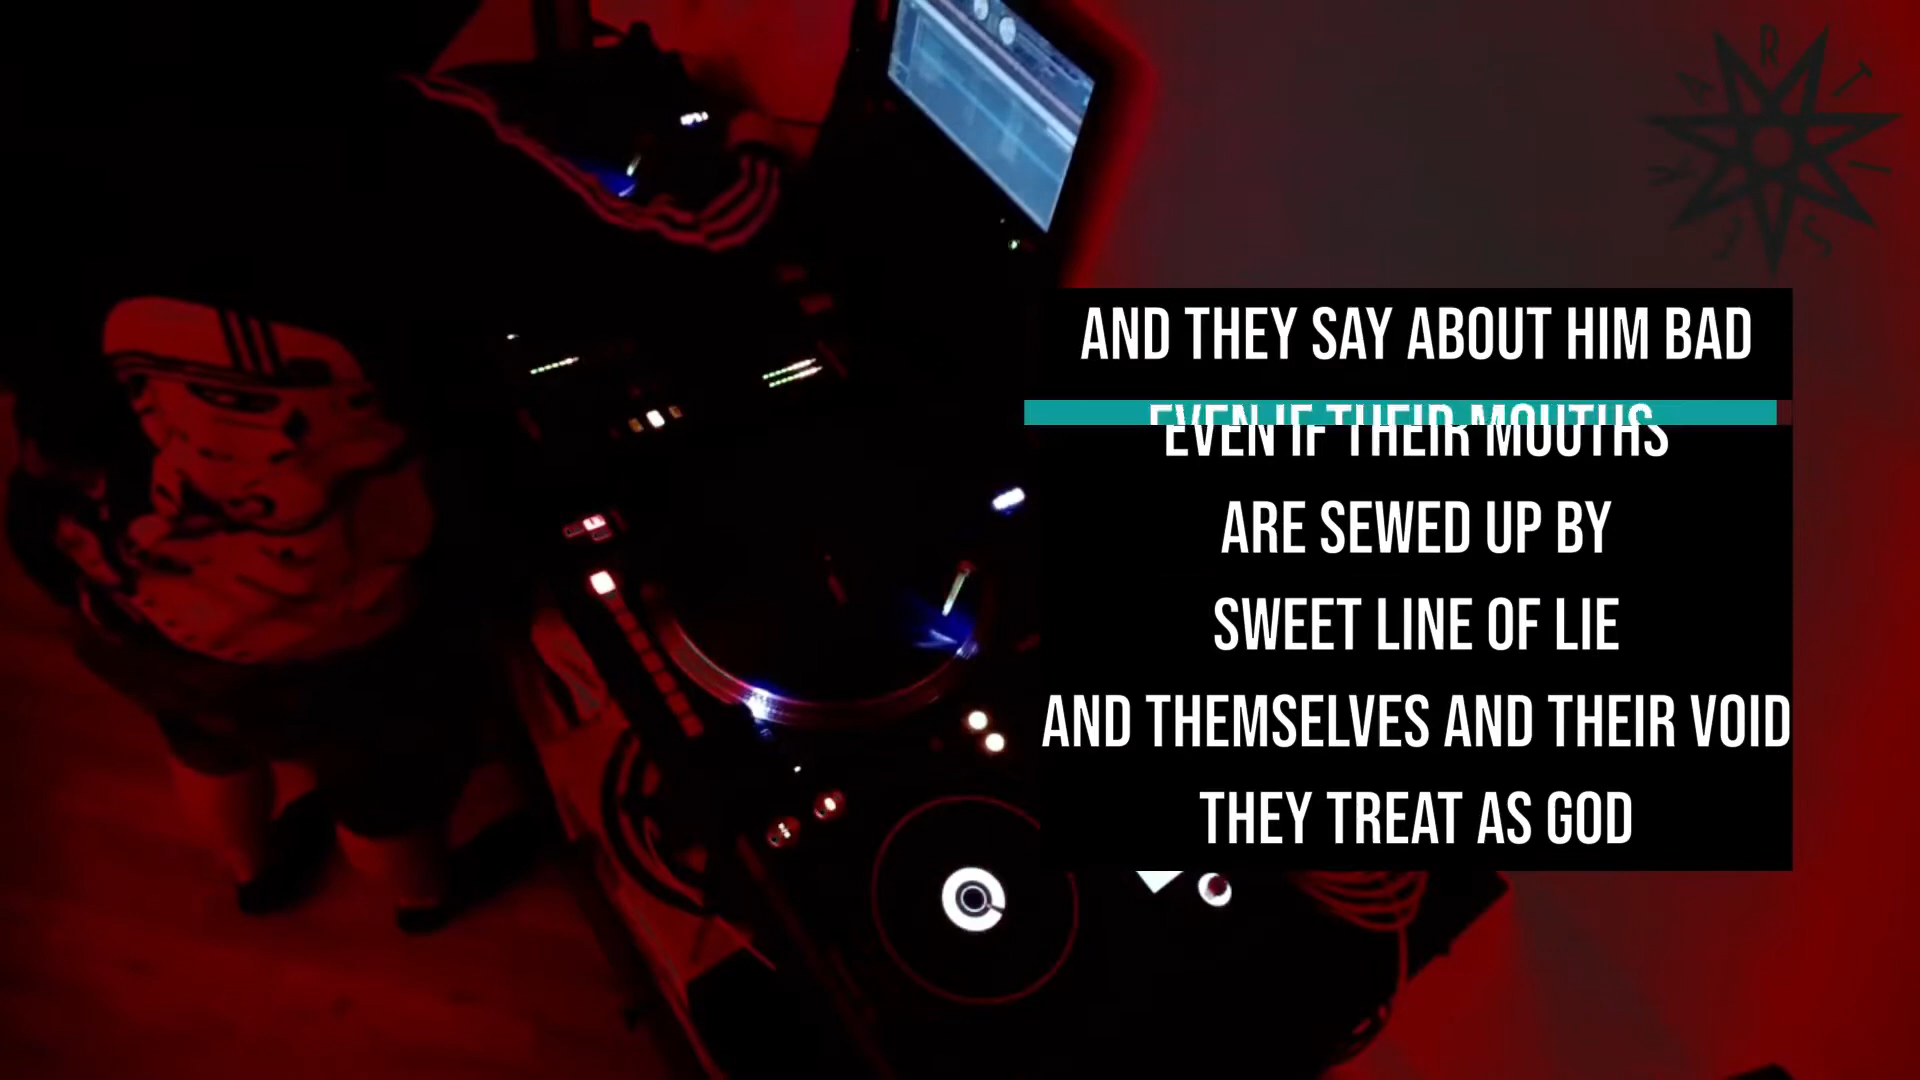 AND THEY SAY ABOUT HIM BAD
EVEN IF THEIR MOUTHS
ARE SEWED UP BY
SWEET LINE OF LIE
AND THEMSELVES AND THEIR VOID
THEY TREAT AS GOD